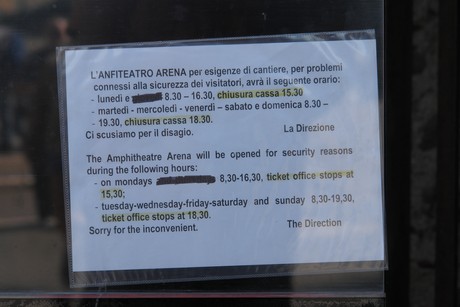 L'ANFITEATRO ARENA per esigenze di cantiere, per problemi
connessi alla sicurezza dei visitatori, avrà il seguente orario:
- lunedì e 8.30 – 16.30, chiusura cassa 15.30
- martedì - mercoledì - venerdì – sabato e domenica 8.30 –
- 19.30, chiusura cassa 18.30.
Ci scusiamo per il disagio. La Direzione
The Amphitheatre Arena will be opened for security reasons
during the following hours:
- on mondays 8,30-16,30, ticket office stops at
15,30;
- tuesday-wednesday-friday-saturday and sunday 8,30-19,30,
ticket office stops at 18,30.
Sorry for the inconvenient. The Direction